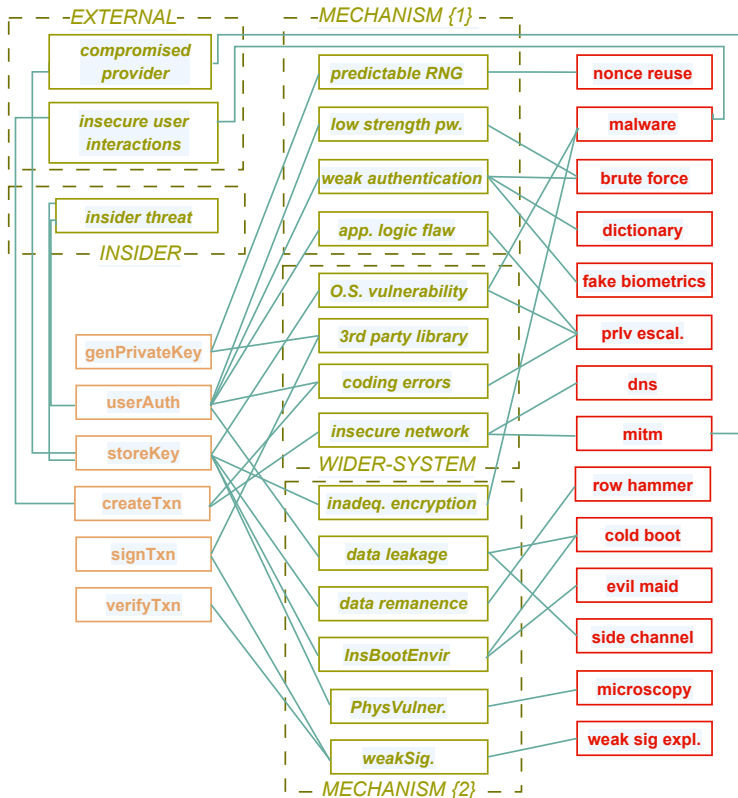 EXTERNAL
compromised
provider
insecure user
interactions
insider threat
INSIDER
genPrivateKey
userAuth
storeKey
createTxn
signTxn
verifyTxn
MECHANISM {1}
predictable RNG
low strength pw.
weak authentication
app. logic flaw
O.S. vulnerability
3rd party library
coding errors
insecure network
WIDER-SYSTEM
inadeq. encryption
data leakage
data remanence
InsBootEnvir
PhysVulner.
weakSig.
MECHANISM {2}
nonce reuse
malware
brute force
dictionary
fake biometrics
prlv escal.
dns
mitm
row hammer
cold boot
evil maid
side channel
microscopy
weak sig expl.